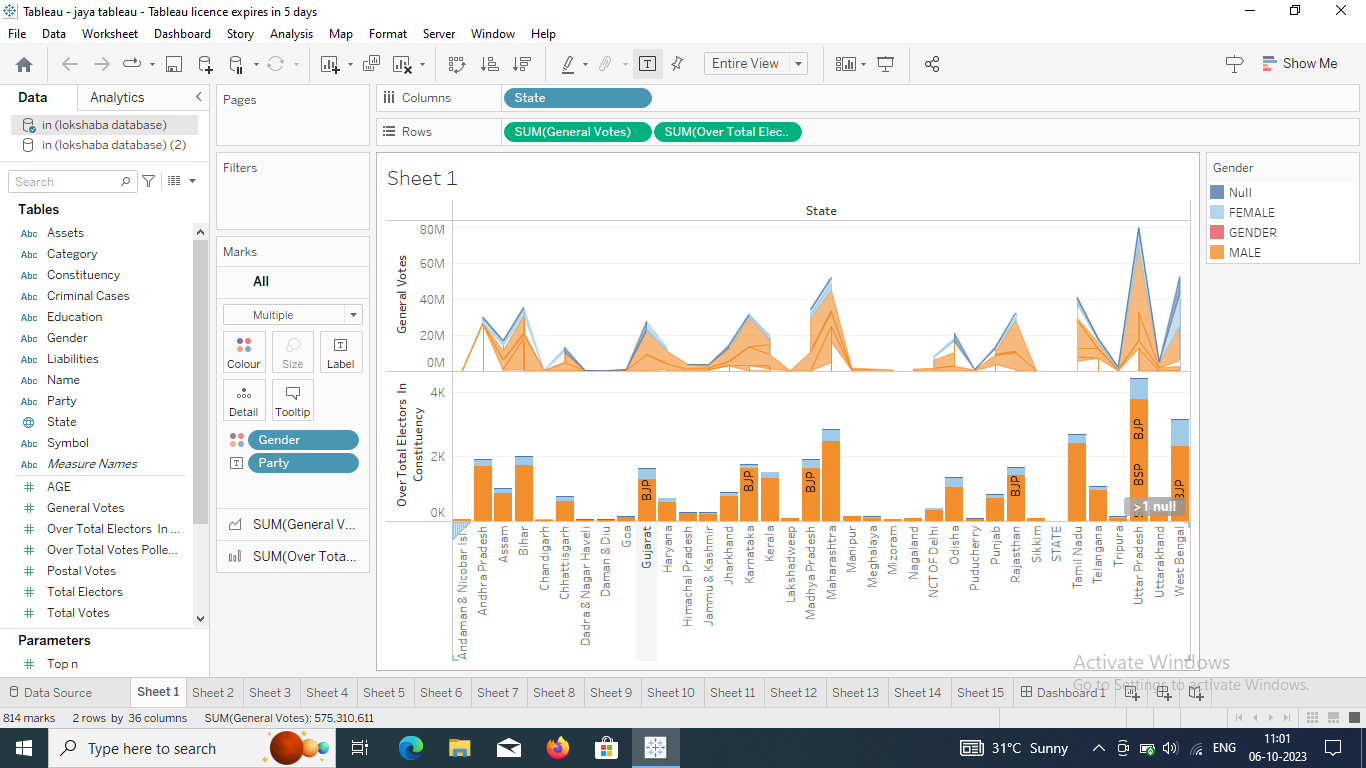 Tableau - jaya tableau - Tableau licence expires in 5 days
File Data Worksheet Dashboard Story Analysis Map Format Server Window Help
Entire View
Show Me
Data Analytics
in (lokshaba database)
in (lokshaba database) (2)
Search
Tables
Abc Assets
Abc Category
Abc Constituency
Abc Criminal Cases
Abc Education
Abc Gender
Abc Liabilities
Abc Name
Abc Party
State
Abc Symbol
Abc Measure Names
# AGE
# General Votes
# Over Total Electors In ...
# Over Total Votes Polle...
# Postal Votes
# Total Electors
# Total Votes
Parameters
# Top n
Pages
Filters
Marks
All
Multiple
Colour Size Label
Detail Tooltip
Gender
Party
SUM(General V...
SUM(Over Tota...
Columns State
Rows SUM(General Votes) SUM(Over Total Elec..
Sheet 1
State
General Votes
80M
60M
40M
20M
0M
Over Total Electors In
Constituency
4K
2K
0K
BJP
BJP
BJP
BJP
BJP
BSP
BJP
>1 null
Andaman & Nicobar Isl..
Andhra Pradesh
Assam
Bihar
Chandigarh
Chhattisgarh
Dadra & Nagar Haveli
Daman & Diu
Goa
Gujarat
Haryana
Himachal Pradesh
Jammu & Kashmir
Jharkhand
Karnataka
Kerala
Lakshadweep
Madhya Pradesh
Maharashtra
Manipur
Meghalaya
Mizoram
Nagaland
NCT OF Delhi
Odisha
Puducherry
Punjab
Rajasthan
Sikkim
STATE
Tamil Nadu
Telangana
Tripura
Uttar Pradesh
Uttarakhand
West Bengal
Gender
Null
FEMALE
GENDER
MALE
Activate Windows
Go to Settings to activate Windows.
Data Source Sheet 1 Sheet 2 Sheet 3 Sheet 4 Sheet 5 Sheet 6 Sheet 7 Sheet 8 Sheet 9 Sheet 10 Sheet 11 Sheet 12 Sheet 13 Sheet 14 Sheet 15 Dashboard 1
814 marks 2 rows by 36 columns SUM(General Votes): 575,310,611
Type here to search
31°C Sunny
ENG
11:01
06-10-2023